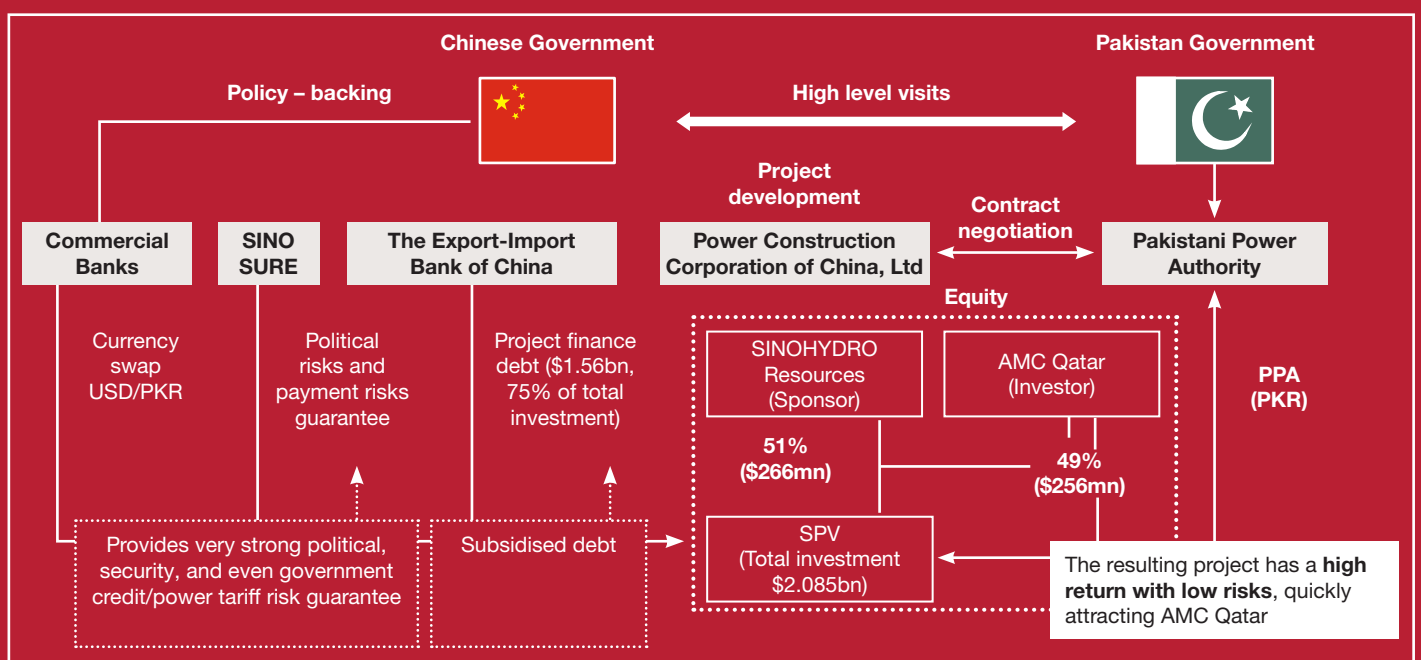 Chinese Government
Pakistan Government
Policy – backing
High level visits
Project
development
Contract
negotiation
Commercial
Banks
SINO
SURE
The Export-Import
Bank of China
Power Construction
Corporation of China, Ltd
Pakistani Power
Authority
Equity
Currency
swap
USD/PKR
Political
risks and
payment risks
guarantee
Project finance
debt ($1.56bn,
75% of total
investment)
SINOHYDRO
Resources
(Sponsor)
AMC Qatar
(Investor)
PPA
(PKR)
51%
($266mn)
49%
($256mn)
Provides very strong political,
security, and even government
credit/power tariff risk guarantee
Subsidised debt
SPV
(Total investment
$2.085bn)
The resulting project has a high
return with low risks, quickly
attracting AMC Qatar